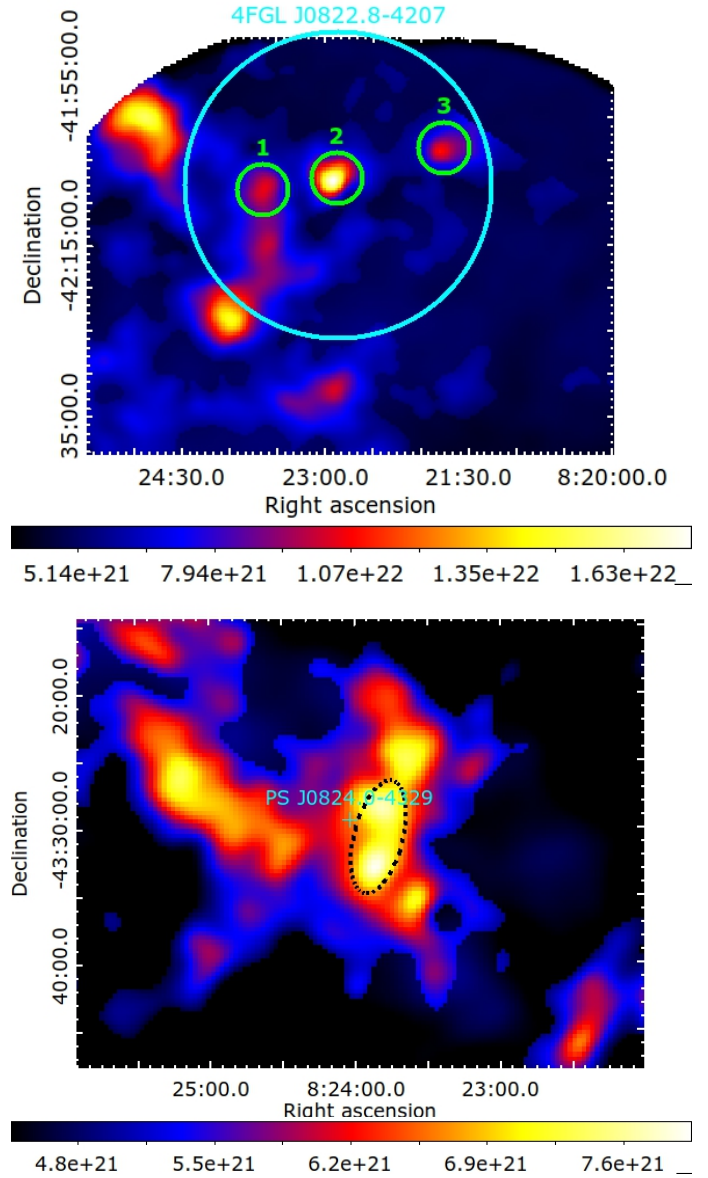 4FGL J0822.8-4207
-41:55:00.0
-42:15:00.0
35:00.0
Declination
1
2
3
24:30.0
23:00.0
21:30.0
8:20:00.0
Right ascension
5.14e+21
7.94e+21
1.07e+22
1.35e+22
1.63e+22
20:00.0
-43:30:00.0
40:00.0
Declination
25:00.0
8:24:00.0
23:00.0
Right ascension
4.8e+21
5.5e+21
6.2e+21
6.9e+21
7.6e+21